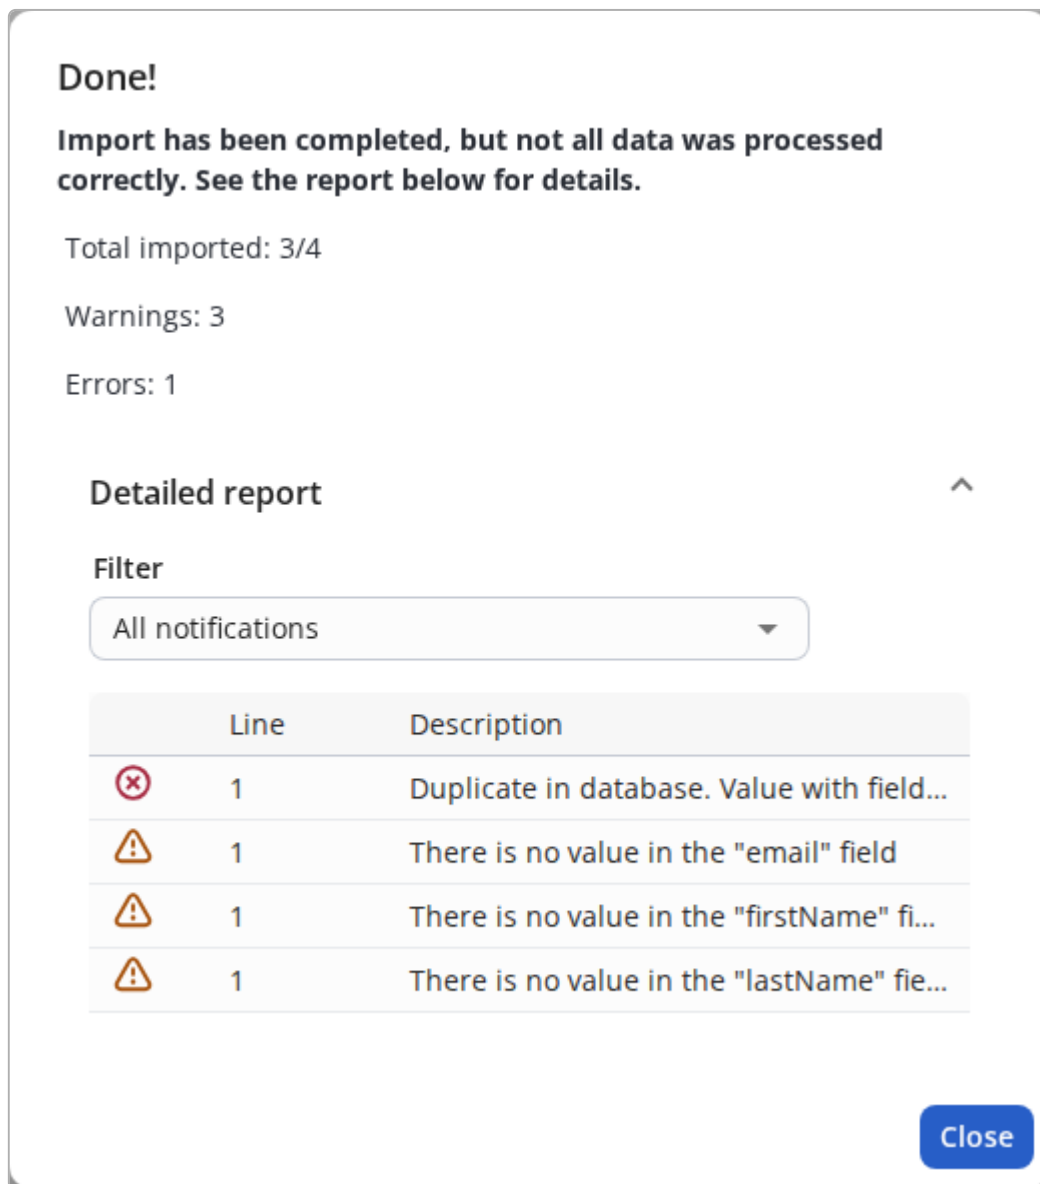 Done!
Import has been completed, but not all data was processed
correctly. See the report below for details.
Total imported: 3/4
Warnings: 3
Errors: 1
Detailed report
Filter
All notifications
Line Description
1 Duplicate in database. Value with field...
1 There is no value in the "email" field
1 There is no value in the "firstName" fi...
1 There is no value in the "lastName" fie...
Close